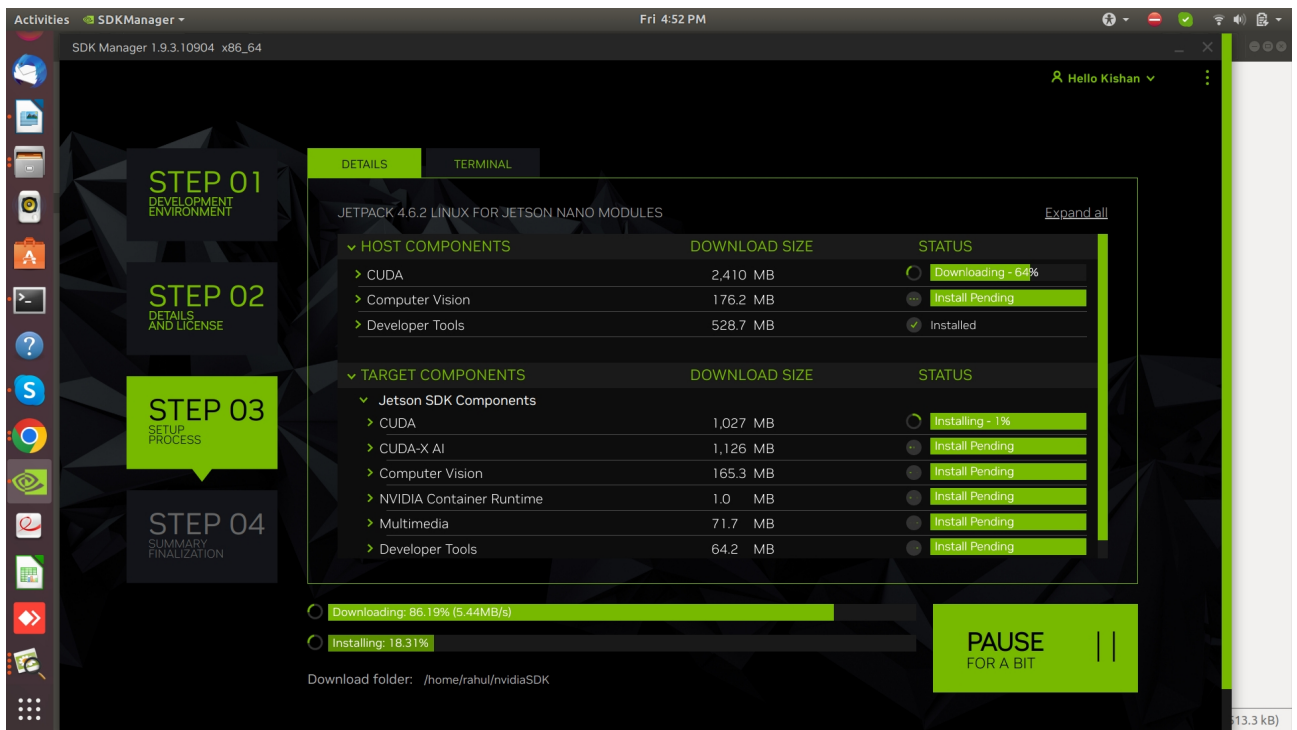 Activities SDKManager Fri 4:52 PM
SDK Manager 1.9.3.10904 x86_64
Hello Kishan
STEP 01
DEVELOPMENT
ENVIRONMENT
STEP 02
DETAILS
AND LICENSE
STEP 03
SETUP
PROCESS
STEP 04
SUMMARY
FINALIZATION
DETAILS TERMINAL
JETPACK 4.6.2 LINUX FOR JETSON NANO MODULES Expand all
HOST COMPONENTS DOWNLOAD SIZE STATUS
CUDA 2,410 MB Downloading - 64%
Computer Vision 176.2 MB Install Pending
Developer Tools 528.7 MB Installed
TARGET COMPONENTS DOWNLOAD SIZE STATUS
Jetson SDK Components
CUDA 1,027 MB Installing - 1%
CUDA-X AI 1,126 MB Install Pending
Computer Vision 165.3 MB Install Pending
NVIDIA Container Runtime 1.0 MB Install Pending
Multimedia 71.7 MB Install Pending
Developer Tools 64.2 MB Install Pending
Downloading: 86.19% (5.44MB/s)
Installing: 18.31%
Download folder: /home/rahul/nvidiaSDK
PAUSE
FOR A BIT
513.3 kB)